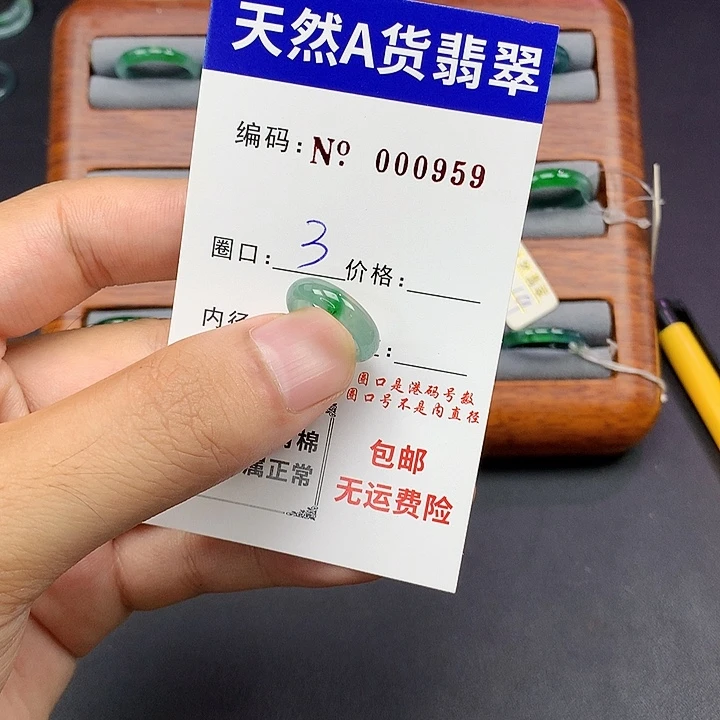 天然A货翡翠
编码: Nº 000959
圈口: 3 价格:
内径
:
圈口是港码号数
圈口号不是内直径
棉
属正常
包邮
无运费险